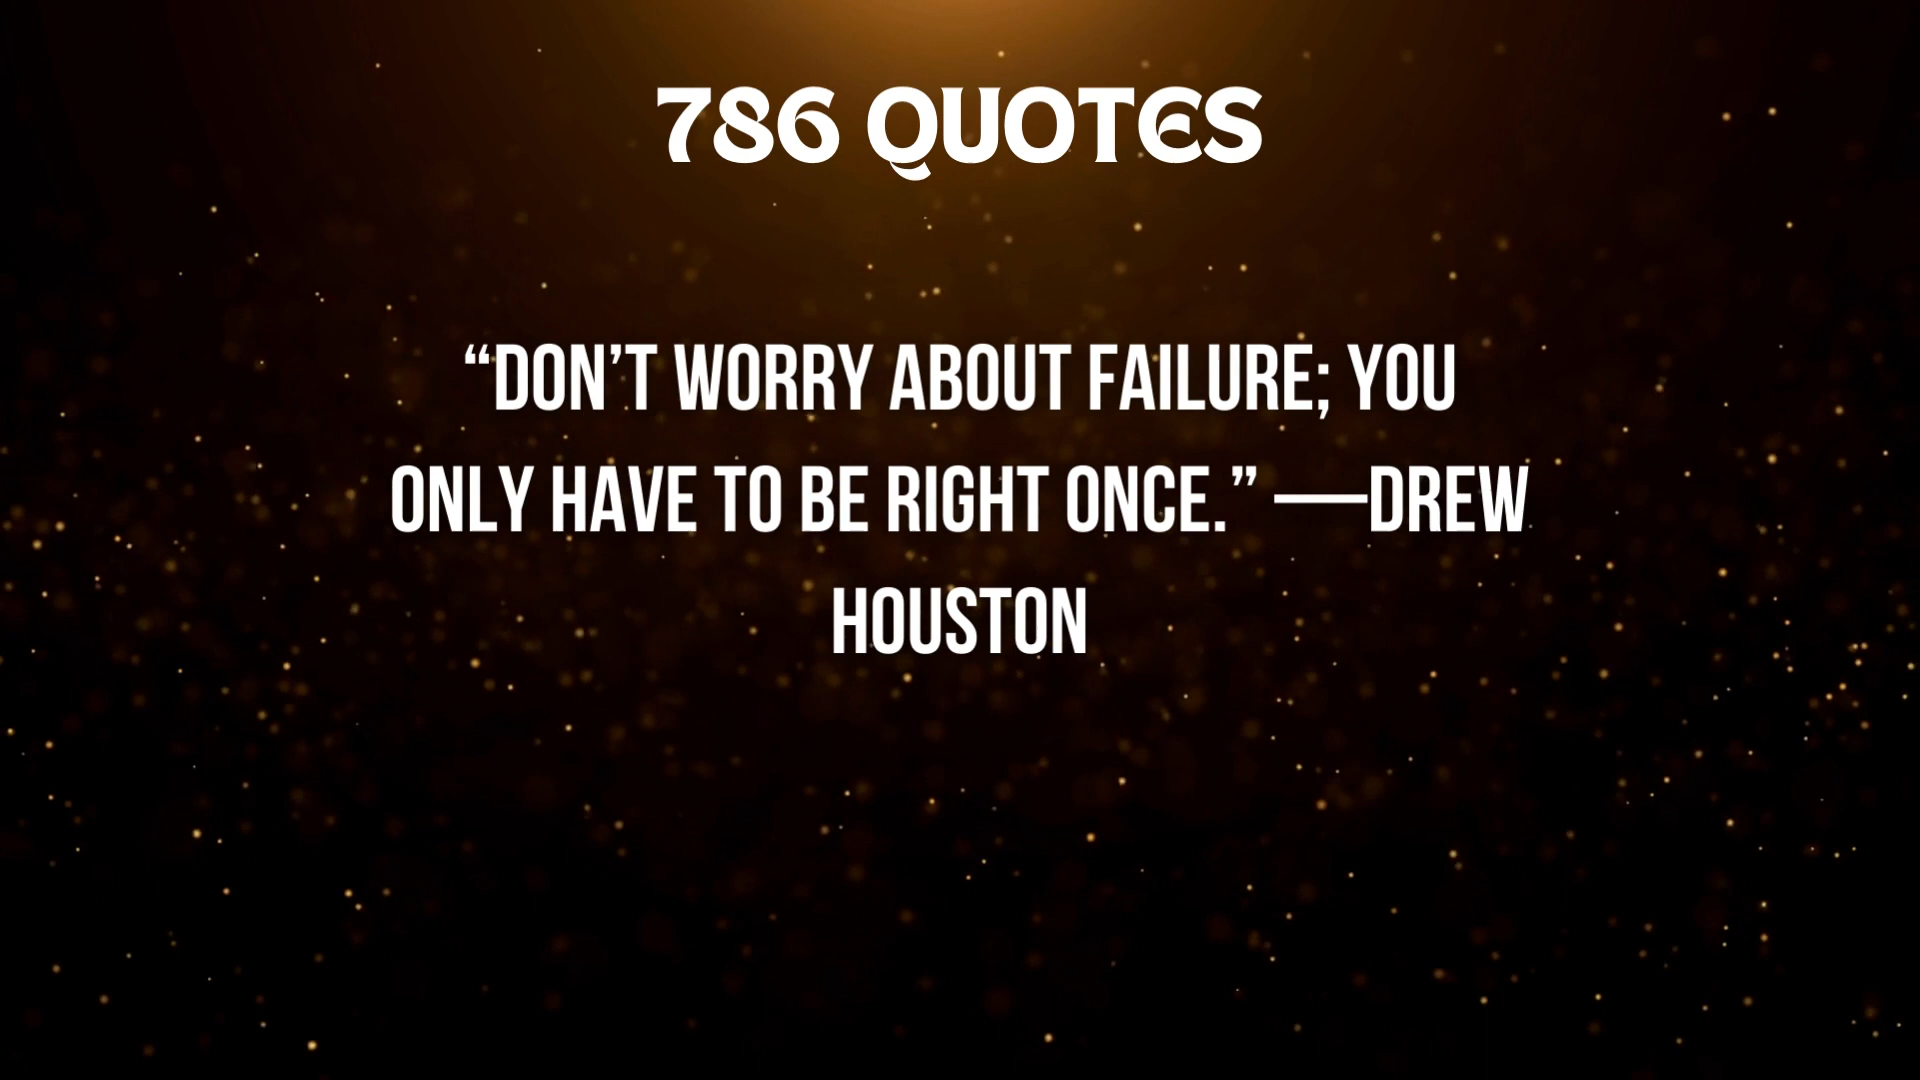 786 QUOTES
“DON’T WORRY ABOUT FAILURE; YOU
ONLY HAVE TO BE RIGHT ONCE.” —DREW
HOUSTON